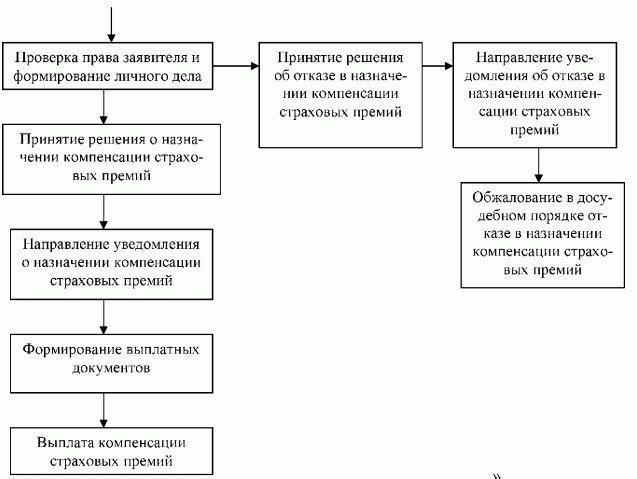 Проверка права заявителя и
формирование личного дела
Принятие решения
об отказе в назначе-
нии компенсации
страховых премий
Направление уве-
домления об отказе в
назначении компен-
сации страховых
премий
Принятие решения о назна-
чении компенсации страхо-
вых премий
Обжалование в досу-
дебном порядке от-
казе в назначении
компенсации страхо-
вых премий
Направление уведомления
о назначении компенсации
страховых премий
Формирование выплатных
документов
Выплата компенсации
страховых премий
»